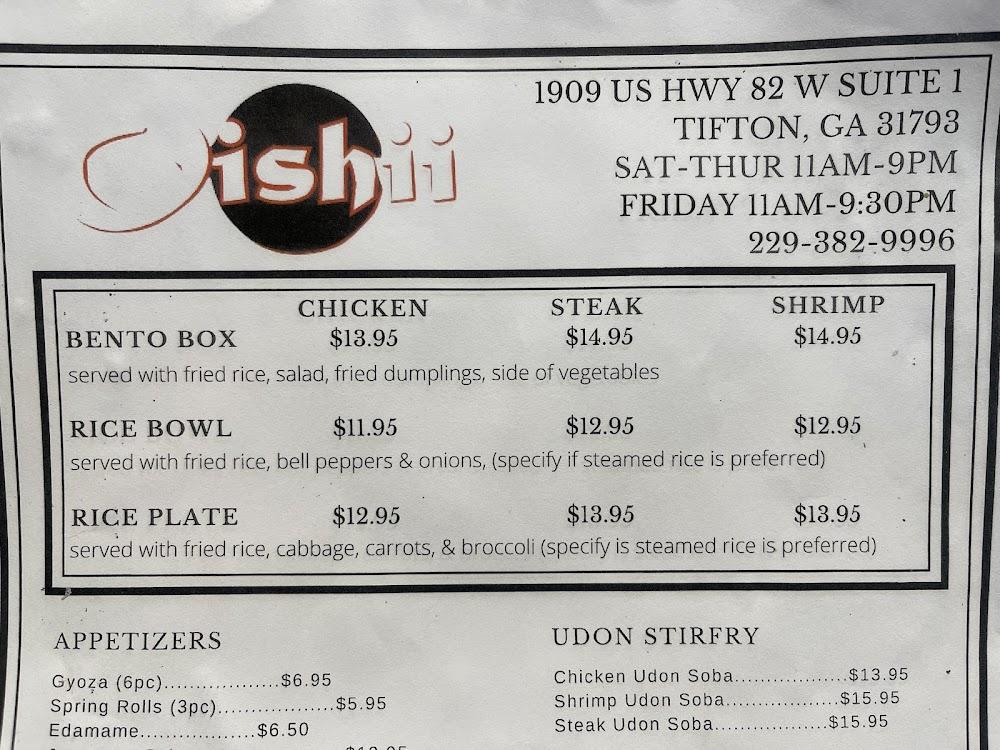 Oishii
1909 US HWY 82 W SUITE 1
TIFTON, GA 31793
SAT-THUR 11AM-9PM
FRIDAY 11AM-9:30PM
229-382-9996
CHICKEN STEAK SHRIMP
BENTO BOX $13.95 $14.95 $14.95
served with fried rice, salad, fried dumplings, side of vegetables
RICE BOWL $11.95 $12.95 $12.95
served with fried rice, bell peppers & onions, (specify if steamed rice is preferred)
RICE PLATE $12.95 $13.95 $13.95
served with fried rice, cabbage, carrots, & broccoli (specify is steamed rice is preferred)
APPETIZERS
Gyoza (6pc)..................$6.95
Spring Rolls (3pc)..................$5.95
Edamame..................$6.50
UDON STIRFRY
Chicken Udon Soba.................$13.95
Shrimp Udon Soba.................$15.95
Steak Udon Soba.................$15.95